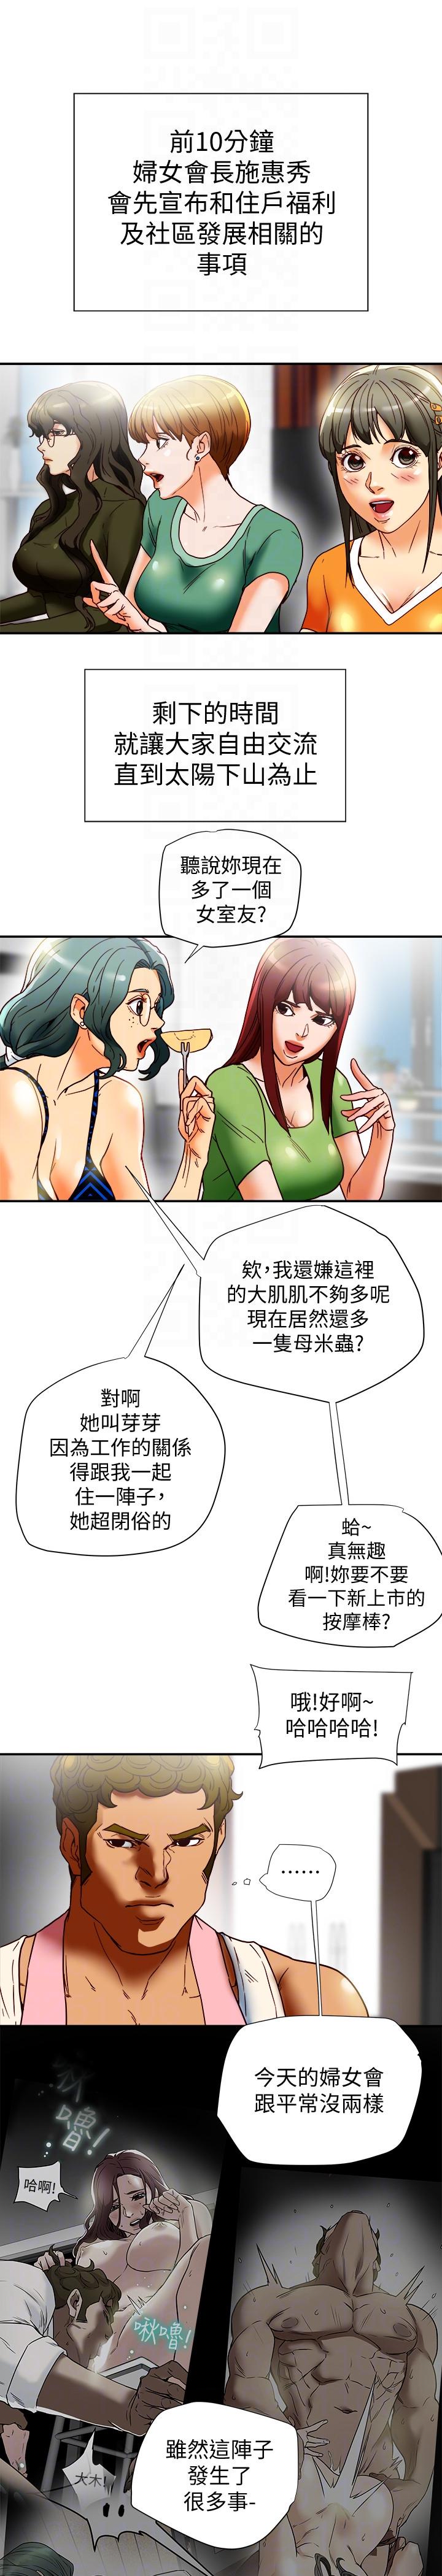 前10分鐘
婦女會長施惠秀
會先宣布和住戶福利
及社區發展相關的
事項
剩下的時間
就讓大家自由交流
直到太陽下山為止
聽說妳現在
多了一個
女室友?
欸,我還嫌這裡
的大肌肌不夠多呢
現在居然還多
一隻母米蟲?
對啊
她叫芽芽
因為工作的關係
得跟我一起
住一陣子,
她超閉俗的
蛤~
真無趣
啊!妳要不要
看一下新上市的
按摩棒?
哦!好啊~
哈哈哈哈!
......
今天的婦女會
跟平常沒兩樣
噗
嚕!
哈啊!
啾嚕!
雖然這陣子
發生了
很多事-
大木!